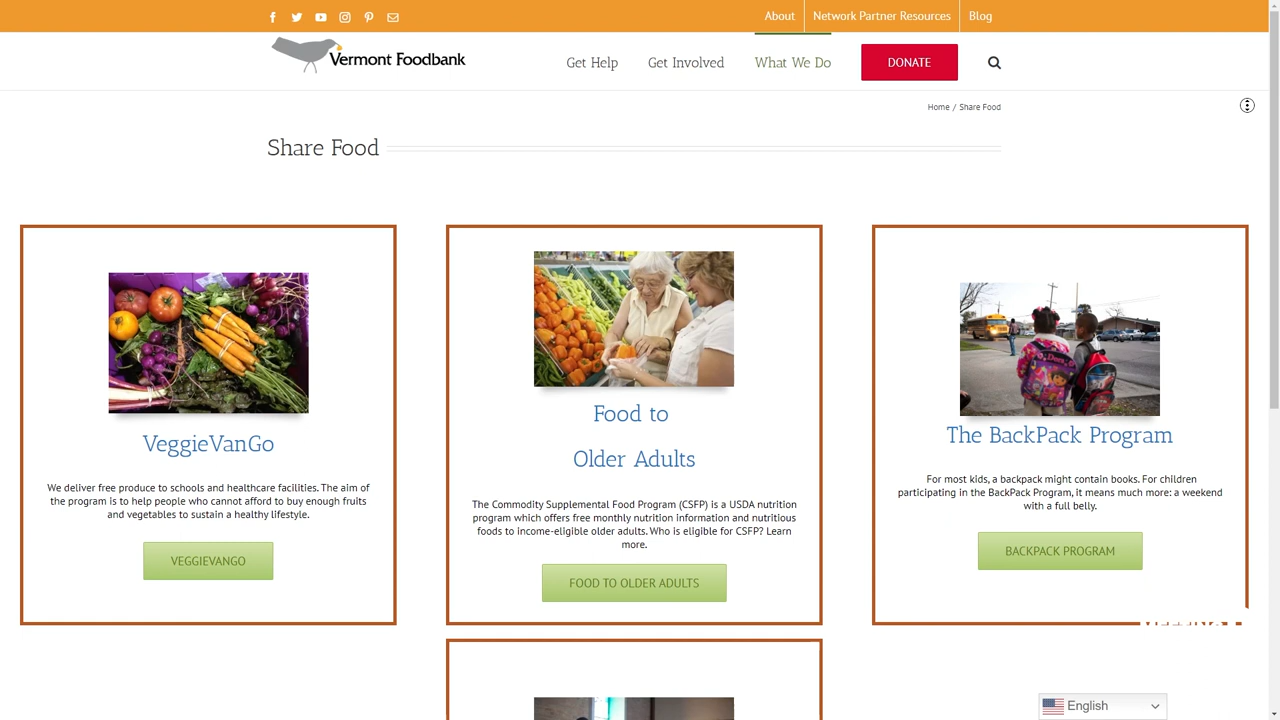 About
Network Partner Resources
Blog
Vermont Foodbank
Get Help
Get Involved
What We Do
DONATE
Home / Share Food
Share Food
VeggieVanGo
We deliver free produce to schools and healthcare facilities. The aim of
the program is to help people who cannot afford to buy enough fruits
and vegetables to sustain a healthy lifestyle.
VEGGIEVANGO
Food to
Older Adults
The Commodity Supplemental Food Program (CSFP) is a USDA nutrition
program which offers free monthly nutrition information and nutritious
foods to income-eligible older adults. Who is eligible for CSFP? Learn
more.
FOOD TO OLDER ADULTS
The BackPack Program
For most kids, a backpack might contain books. For children
participating in the BackPack Program, it means much more: a weekend
with a full belly.
BACKPACK PROGRAM
English